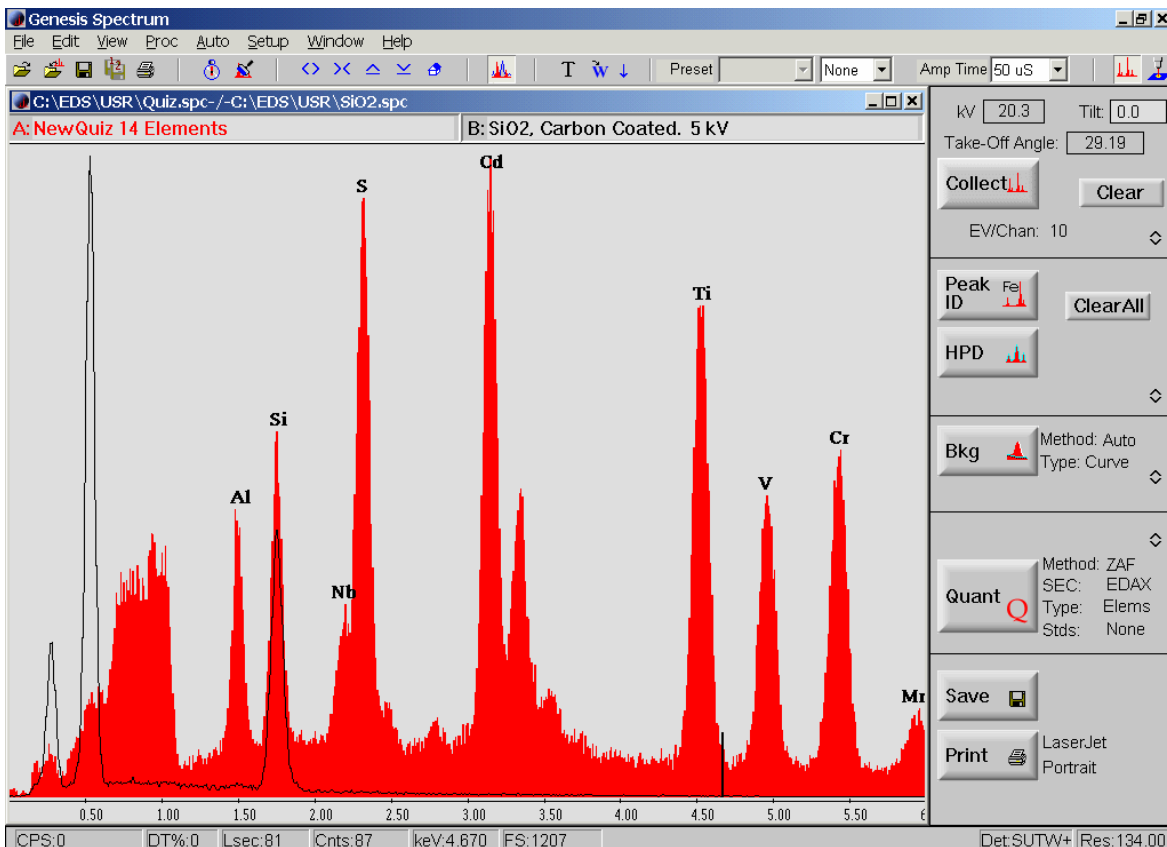 Genesis Spectrum
File Edit View Proc Auto Setup Window Help
T W Preset None Amp Time 50 uS
C:\EDS\USR\Quiz.spc-/-C:\EDS\USR\SiO2.spc
A: NewQuiz 14 Elements B: SiO2, Carbon Coated. 5 kV
kV 20.3 Tilt: 0.0
Take-Off Angle: 29.19
Collect Clear
EV/Chan: 10
Peak ID Fe ClearAll
HPD
Bkg Method: Auto
Type: Curve
Quant Q Method: ZAF
SEC: EDAX
Type: Elems
Stds: None
Save
Print LaserJet
Portrait
Cd
S
Ti
Si
Cr
Al
V
Nb
0.50 1.00 1.50 2.00 2.50 3.00 3.50 4.00 4.50 5.00 5.50 6
CPS:0 DT%:0 Lsec:81 Cnts:87 keV:4.670 FS:1207 Det:SUTW+ Res:134.00